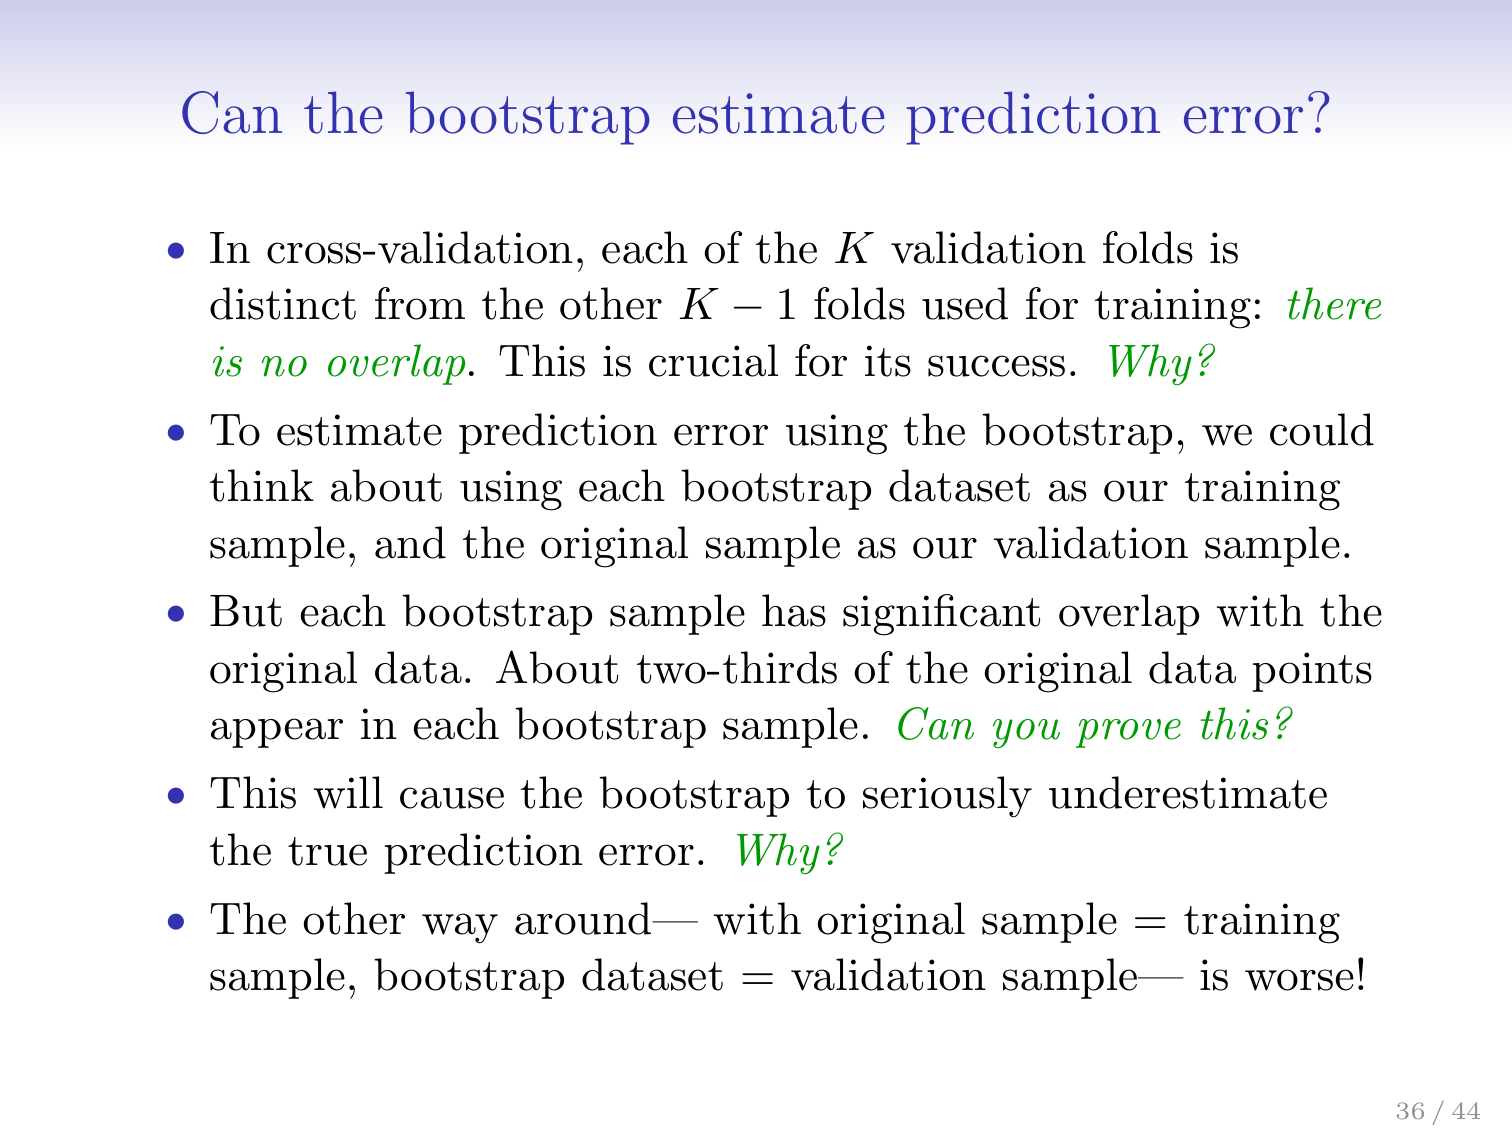 Can the bootstrap estimate prediction error?
• In cross-validation, each of the K validation folds is
distinct from the other K − 1 folds used for training: there
is no overlap. This is crucial for its success. Why?
• To estimate prediction error using the bootstrap, we could
think about using each bootstrap dataset as our training
sample, and the original sample as our validation sample.
• But each bootstrap sample has significant overlap with the
original data. About two-thirds of the original data points
appear in each bootstrap sample. Can you prove this?
• This will cause the bootstrap to seriously underestimate
the true prediction error. Why?
• The other way around— with original sample = training
sample, bootstrap dataset = validation sample— is worse!
36 / 44